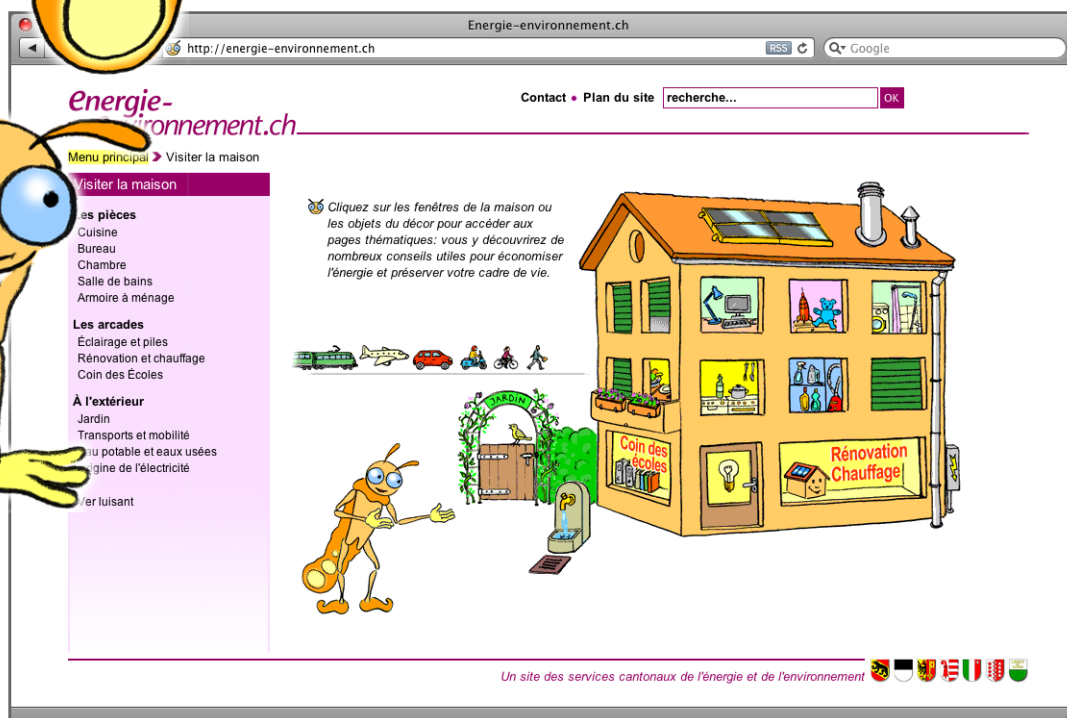 Energie-environnement.ch
http://energie-environnement.ch
RSS
Google
energie-
ironnement.ch
Contact • Plan du site
recherche...
OK
Menu principal
Visiter la maison
Visiter la maison
es pièces
Cuisine
Bureau
Chambre
Salle de bains
Armoire à ménage
Les arcades
Éclairage et piles
Rénovation et chauffage
Coin des Écoles
À l'extérieur
Jardin
Transports et mobilité
au potable et eaux usées
igine de l'électricité
er luisant
Cliquez sur les fenêtres de la maison ou
les objets du décor pour accéder aux
pages thématiques: vous y découvrirez de
nombreux conseils utiles pour économiser
l'énergie et préserver votre cadre de vie.
JARDIN
Coin des
écoles
Rénovation
Chauffage
Un site des services cantonaux de l'énergie et de l'environnement